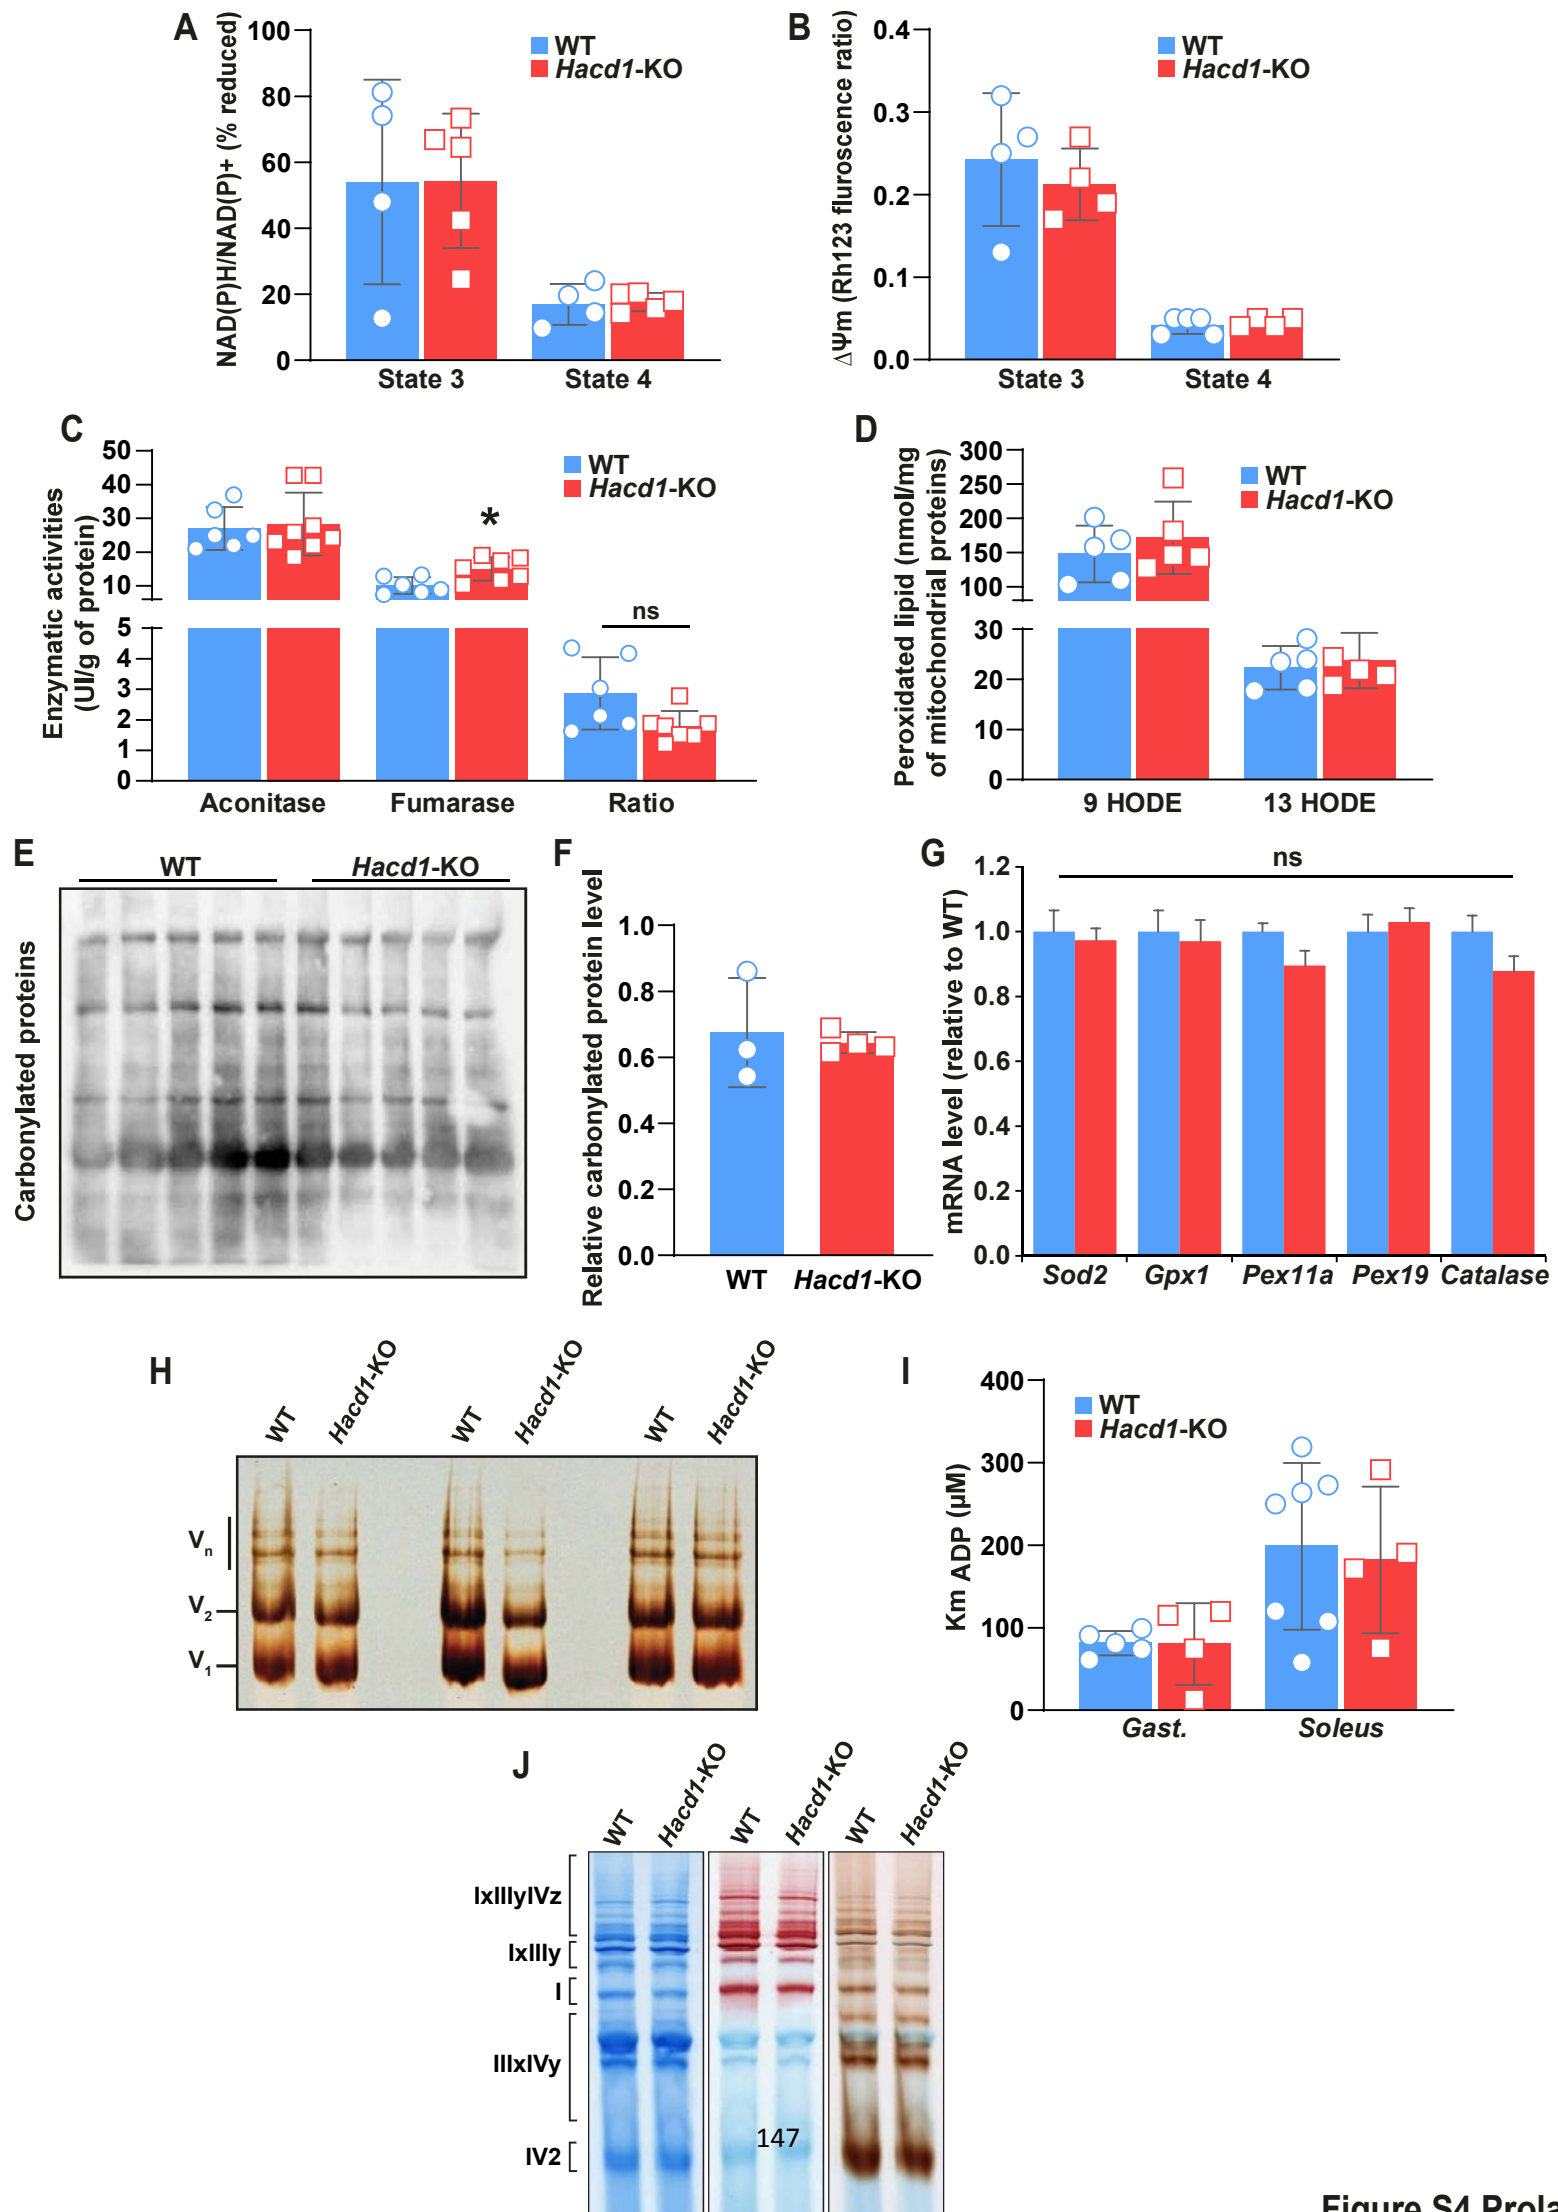 A
NAD(P)H/NAD(P)+ (% reduced)
100
80
60
40
20
0
WT
Hacd1-KO
State 3
State 4
B
ΔΨm (Rh123 fluroscence ratio)
0.4
0.3
0.2
0.1
0.0
WT
Hacd1-KO
State 3
State 4
C
Enzymatic activities
(UI/g of protein)
50
40
30
20
10
5
4
3
2
1
0
WT
Hacd1-KO
*
ns
Aconitase
Fumarase
Ratio
D
Peroxidated lipid (nmol/mg
of mitochondrial proteins)
300
250
200
150
100
30
20
10
0
WT
Hacd1-KO
9 HODE
13 HODE
E
WT
Hacd1-KO
Carbonylated proteins
F
Relative carbonylated protein level
1.0
0.8
0.6
0.4
0.2
0.0
WT
Hacd1-KO
G
mRNA level (relative to WT)
1.2
1.0
0.8
0.6
0.4
0.2
0.0
ns
Sod2
Gpx1
Pex11a
Pex19
Catalase
H
WT
Hacd1-KO
WT
Hacd1-KO
WT
Hacd1-KO
Vn
V2
V1
I
Km ADP (µM)
400
300
200
100
0
WT
Hacd1-KO
Gast.
Soleus
J
WT
Hacd1-KO
WT
Hacd1-KO
WT
Hacd1-KO
IxIIIyIVz
IxIIIy
I
IIIxIVy
IV2
147
Figure S4 Prola